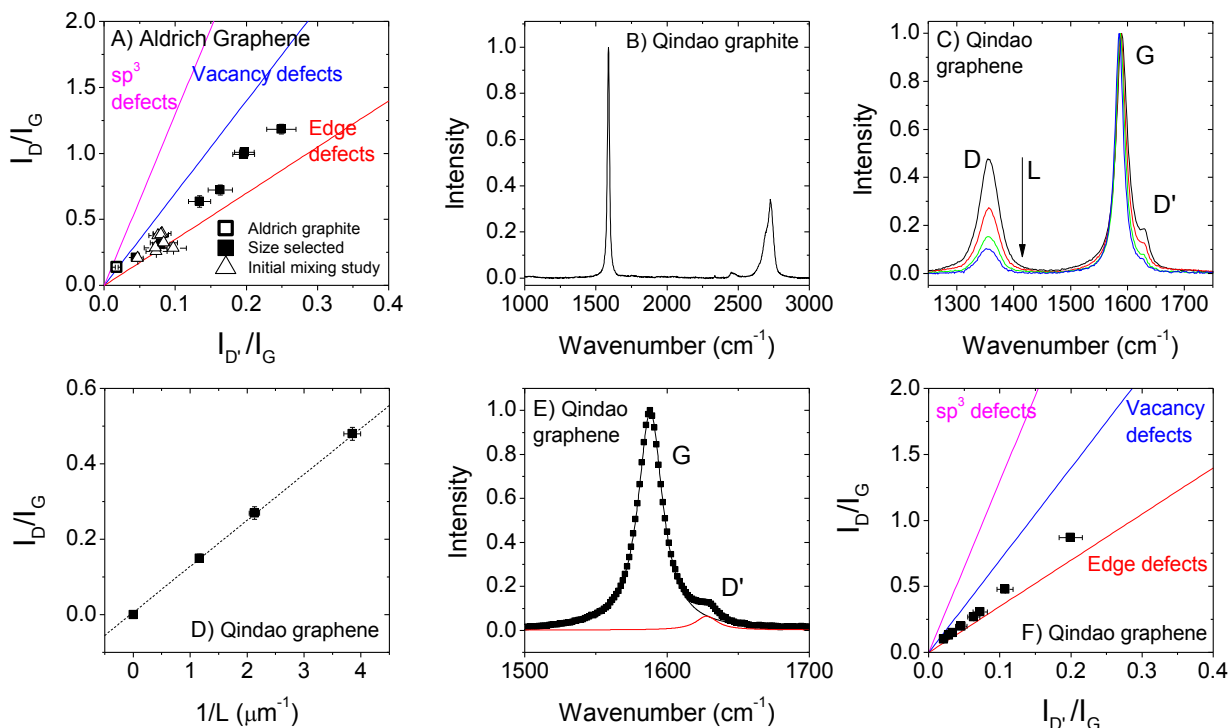 A) Aldrich Graphene
sp³ defects
Vacancy defects
Edge defects
Aldrich graphite
Size selected
Initial mixing study
2.0
1.5
1.0
0.5
0.0
0.0 0.1 0.2 0.3 0.4
I_D/I_G
I_D'/I_G
B) Qindao graphite
1.0
0.8
0.6
0.4
0.2
0.0
1000 1500 2000 2500 3000
Intensity
Wavenumber (cm⁻¹)
C) Qindao
graphene
G
D
L
D'
1.0
0.8
0.6
0.4
0.2
0.0
1300 1400 1500 1600 1700
Intensity
Wavenumber (cm⁻¹)
0.6
0.4
0.2
0.0
D) Qindao graphene
0 1 2 3 4
I_D/I_G
1/L (μm⁻¹)
E) Qindao
graphene
G
D'
1.0
0.8
0.6
0.4
0.2
0.0
1500 1600 1700
Intensity
Wavenumber (cm⁻¹)
2.0
1.5
1.0
0.5
0.0
sp³ defects
Vacancy
defects
Edge defects
F) Qindao graphene
0.0 0.1 0.2 0.3 0.4
I_D/I_G
I_D'/I_G